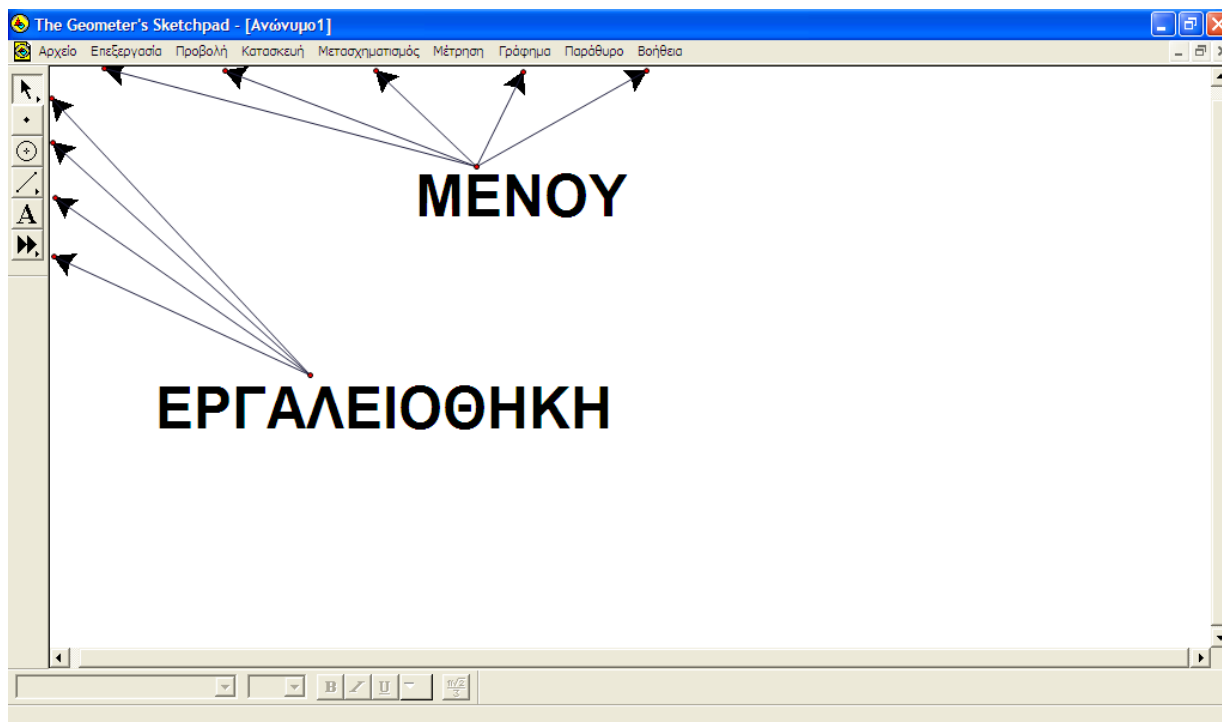 The Geometer's Sketchpad - [Ανώνυμο1]
Αρχείο Επεξεργασία Προβολή Κατασκευή Μετασχηματισμός Μέτρηση Γράφημα Παράθυρο Βοήθεια
ΜΕΝΟΥ
A
ΕΡΓΑΛΕΙΟΘΗΚΗ
B I U